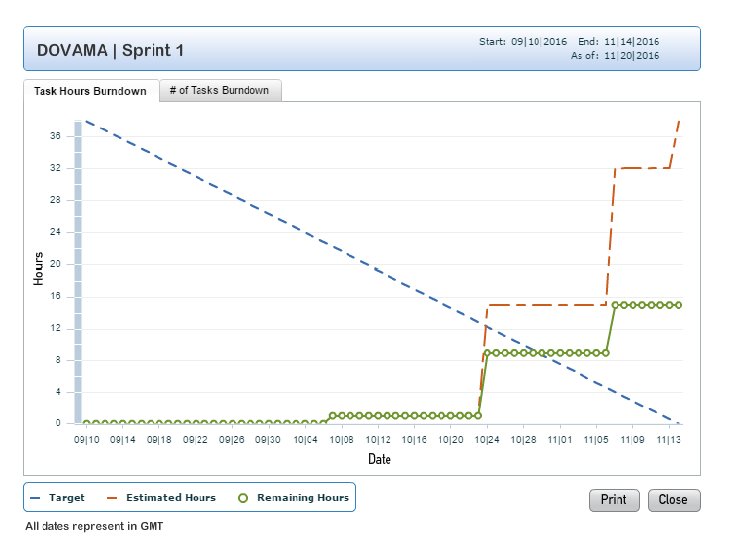 DOVAMA | Sprint 1
Start: 09|10|2016 End: 11|14|2016
As of: 11|20|2016
Task Hours Burndown
# of Tasks Burndown
36
32
28
24
20
16
12
8
4
0
Hours
09|10 09|14 09|18 09|22 09|26 09|30 10|04 10|08 10|12 10|16 10|20 10|24 10|28 11|01 11|05 11|09 11|13
Date
Target Estimated Hours Remaining Hours
Print Close
All dates represent in GMT